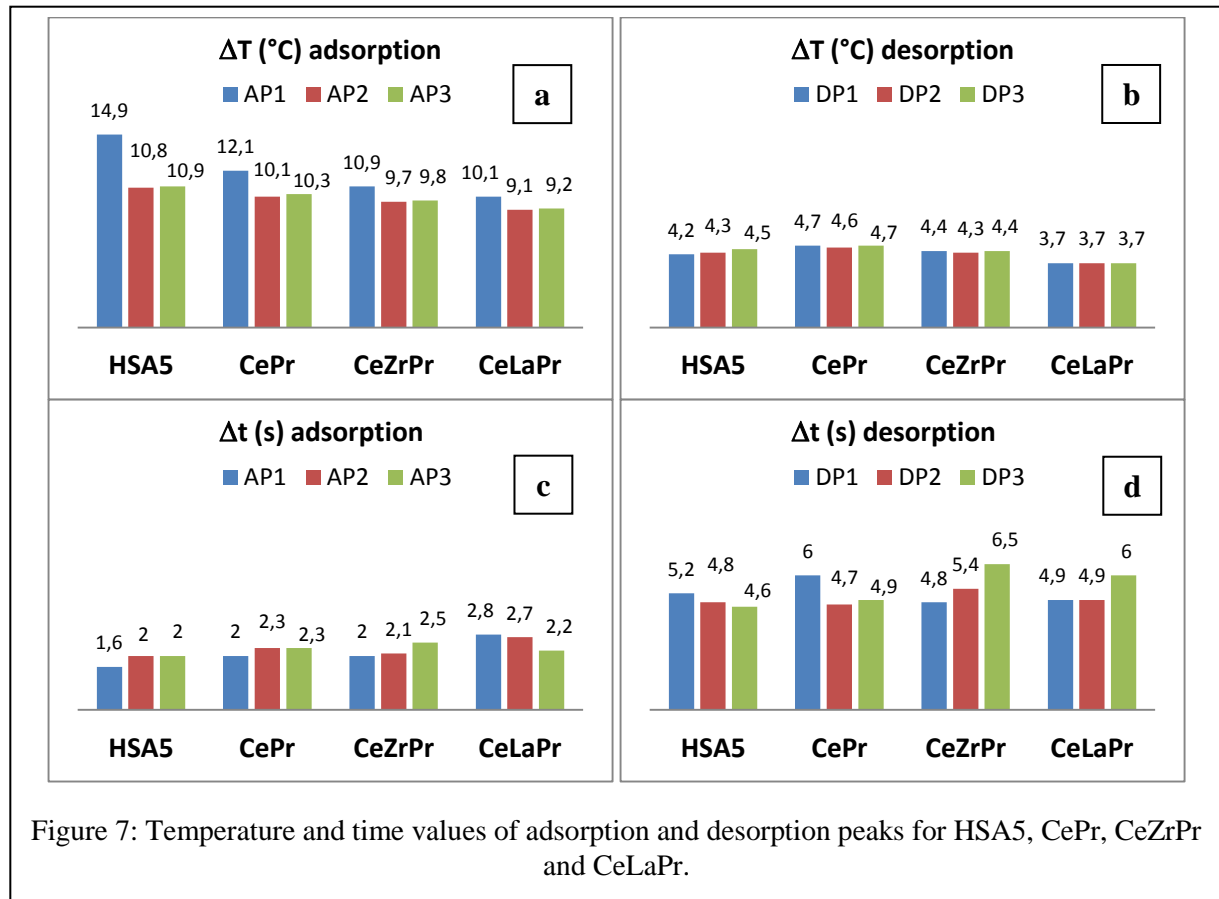 ΔT (°C) adsorption
AP1 AP2 AP3
a
14,9
10,8
10,9
12,1
10,1
10,3
10,9
9,7
9,8
10,1
9,1
9,2
HSA5 CePr CeZrPr CeLaPr
ΔT (°C) desorption
DP1 DP2 DP3
b
4,2
4,3
4,5
4,7
4,6
4,7
4,4
4,3
4,4
3,7
3,7
3,7
HSA5 CePr CeZrPr CeLaPr
Δt (s) adsorption
AP1 AP2 AP3
c
1,6
2
2
2
2,3
2,3
2
2,1
2,5
2,8
2,7
2,2
HSA5 CePr CeZrPr CeLaPr
Δt (s) desorption
DP1 DP2 DP3
d
5,2
4,8
4,6
6
4,7
4,9
4,8
5,4
6,5
4,9
4,9
6
HSA5 CePr CeZrPr CeLaPr
Figure 7: Temperature and time values of adsorption and desorption peaks for HSA5, CePr, CeZrPr
and CeLaPr.